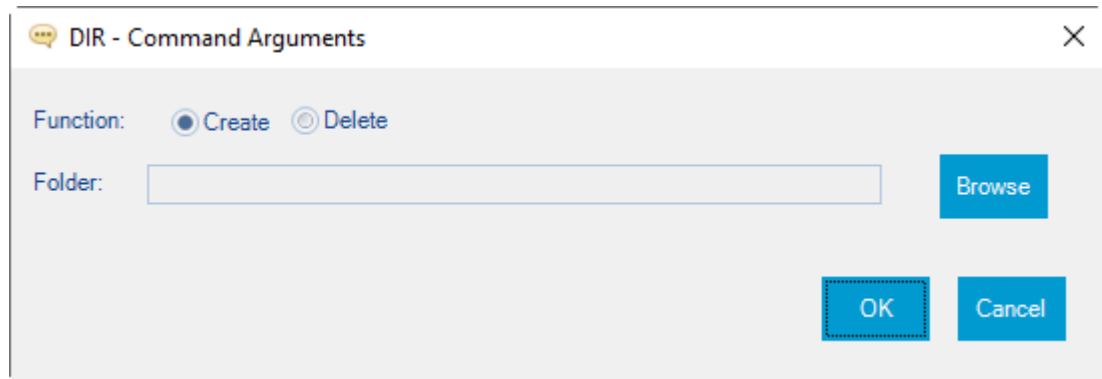 DIR - Command Arguments
Function: Create Delete
Folder: Browse
OK Cancel